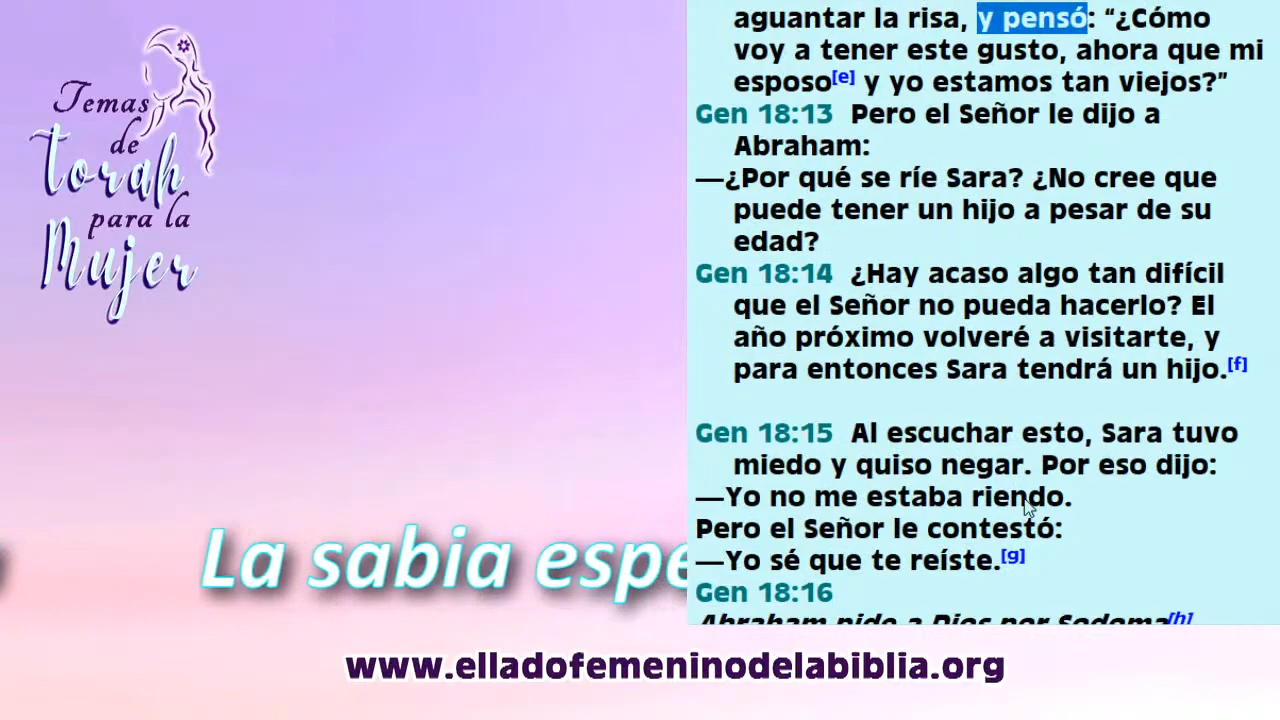 Temas
de
torah
para la
Mujer
aguantar la risa, y pensó: “¿Cómo
voy a tener este gusto, ahora que mi
esposo[e] y yo estamos tan viejos?”
Gen 18:13 Pero el Señor le dijo a
Abraham:
—¿Por qué se ríe Sara? ¿No cree que
puede tener un hijo a pesar de su
edad?
Gen 18:14 ¿Hay acaso algo tan difícil
que el Señor no pueda hacerlo? El
año próximo volveré a visitarte, y
para entonces Sara tendrá un hijo.[f]
Gen 18:15 Al escuchar esto, Sara tuvo
miedo y quiso negar. Por eso dijo:
—Yo no me estaba riendo.
Pero el Señor le contestó:
—Yo sé que te reíste.[g]
Gen 18:16
Abraham pide a Dios por Sodoma[h]
La sabia espe
www.elladofemeninodelabiblia.org